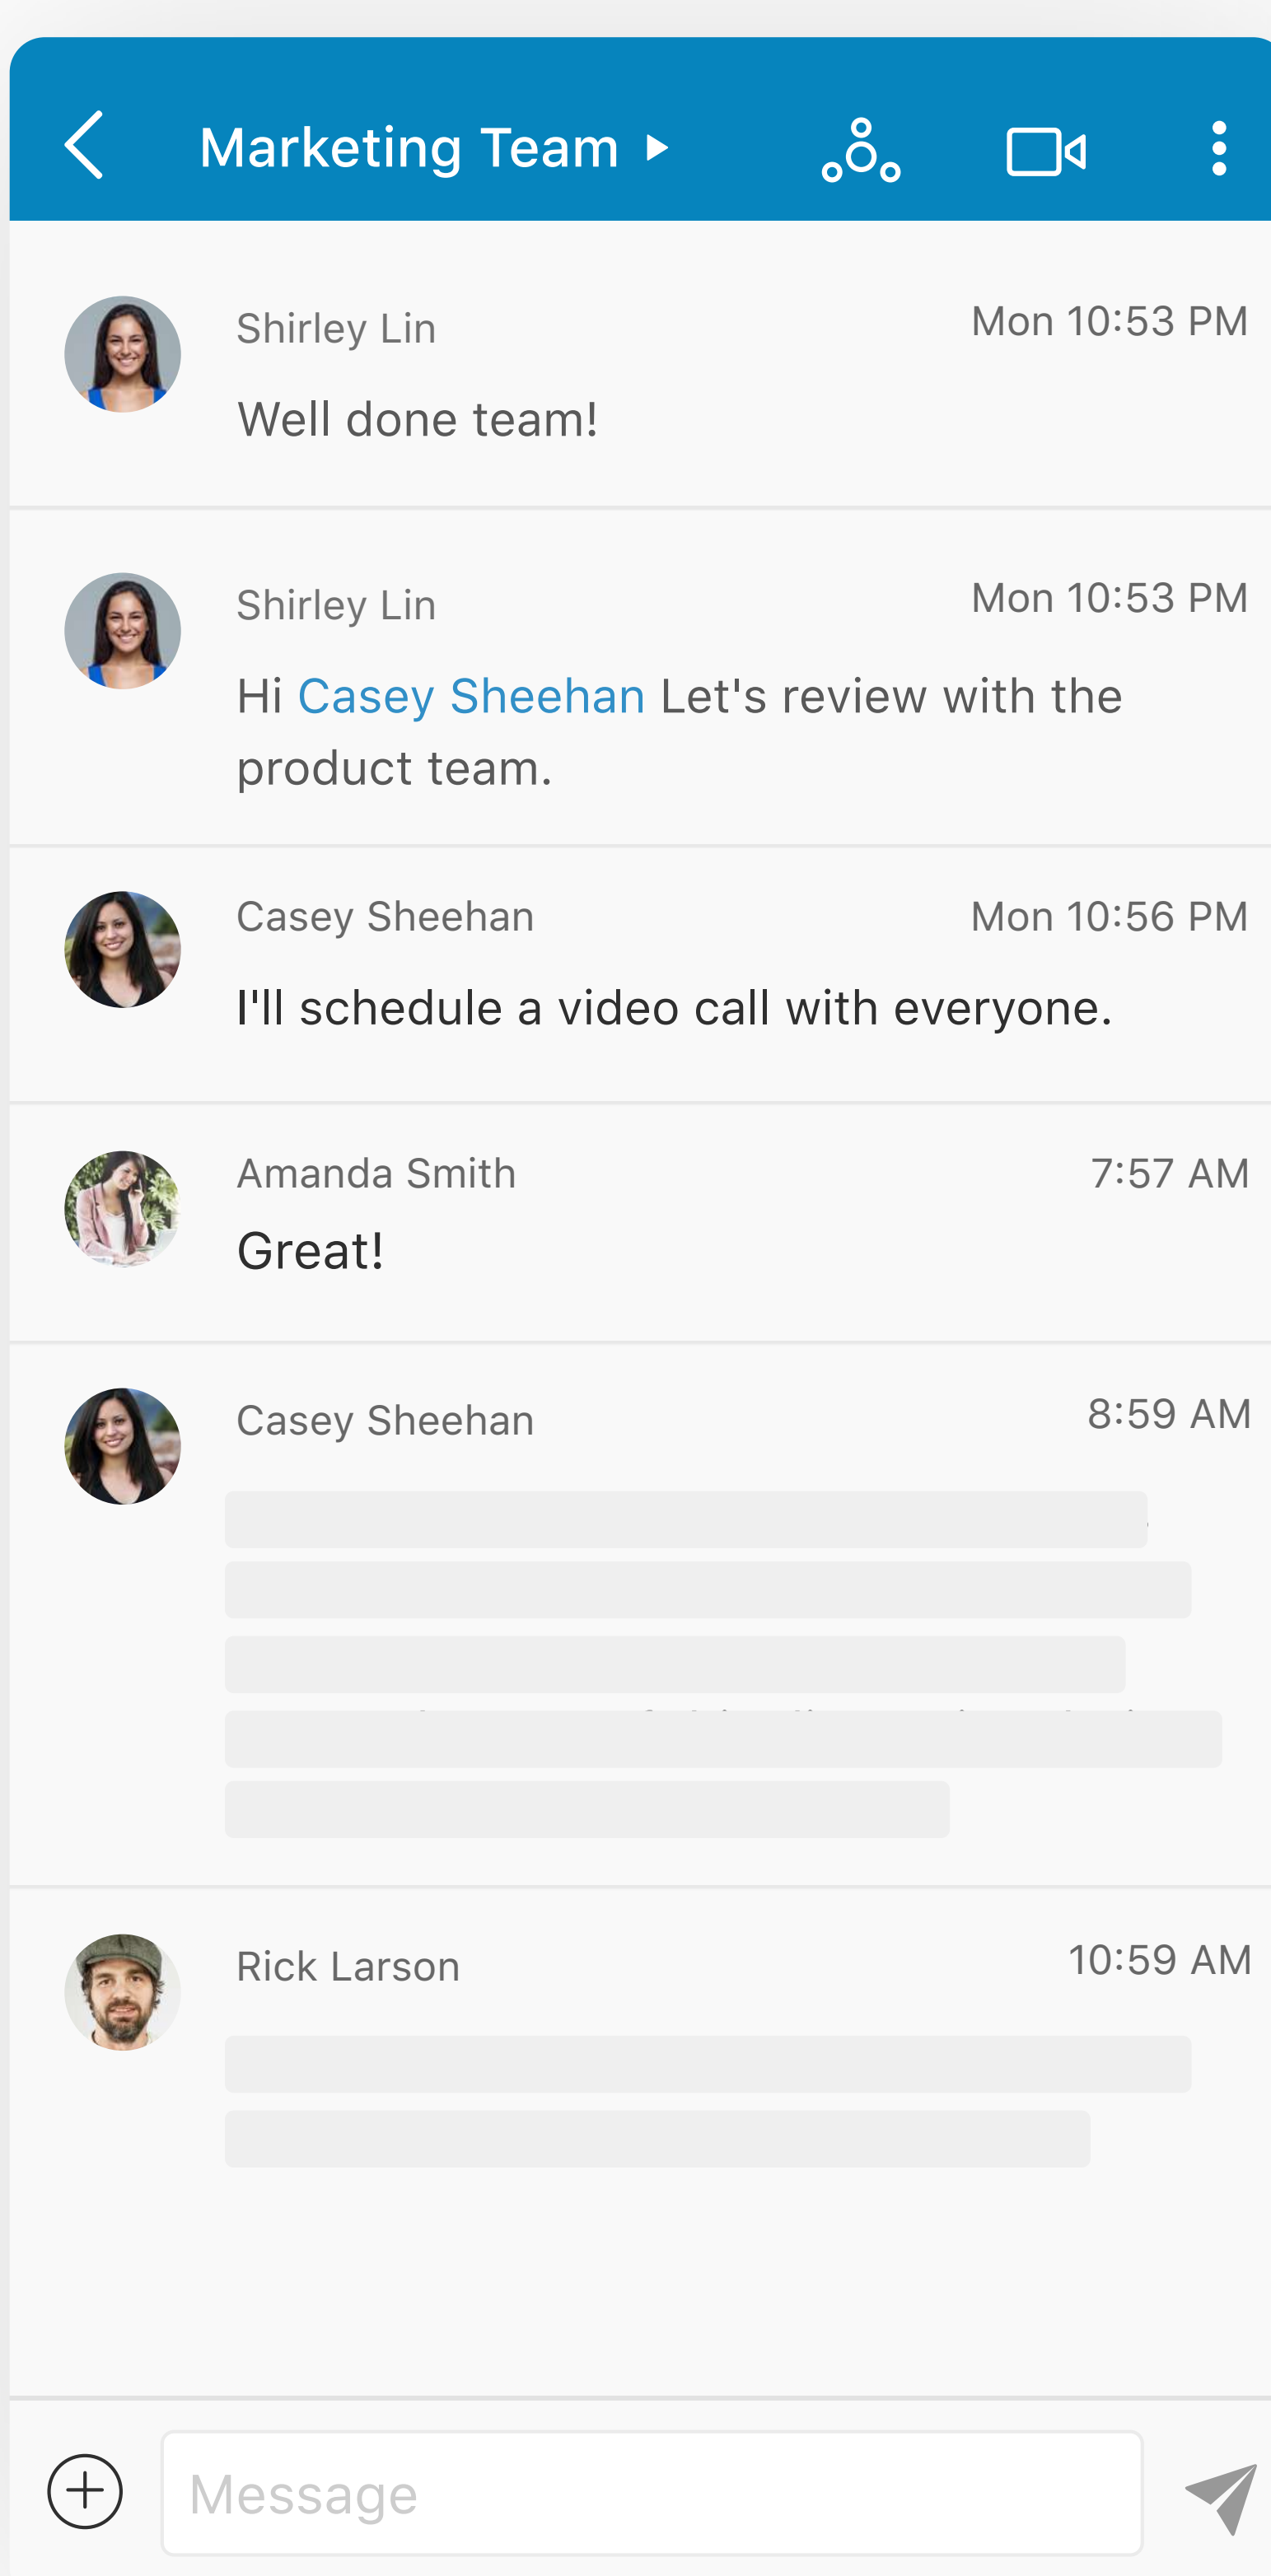 Marketing Team
Shirley Lin
Mon 10:53 PM
Well done team!
Shirley Lin
Mon 10:53 PM
Hi Casey Sheehan Let's review with the
product team.
Casey Sheehan
Mon 10:56 PM
I'll schedule a video call with everyone.
Amanda Smith
7:57 AM
Great!
Casey Sheehan
8:59 AM
Rick Larson
10:59 AM
Message